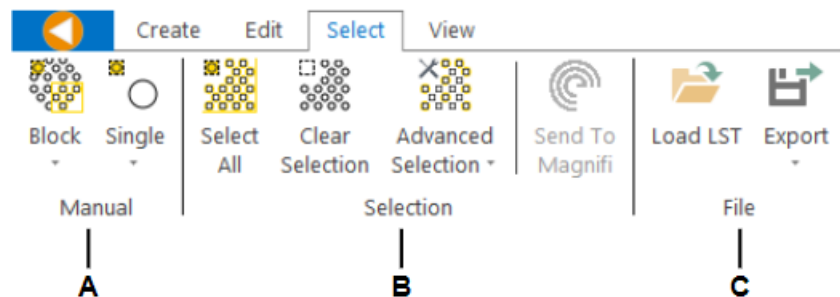 Create Edit Select View
Block Single Select Clear Advanced Send To Load LST Export
All Selection Selection Magnifi
Manual Selection File
A B C